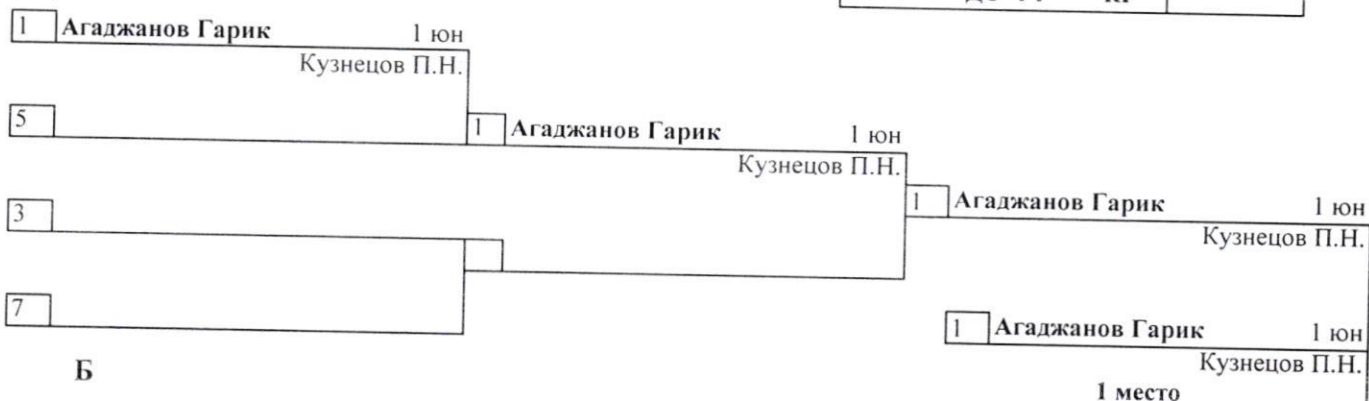 1 Агаджанов Гарик 1 юн
Кузнецов П.Н.
5
1 Агаджанов Гарик 1 юн
Кузнецов П.Н.
3
1 Агаджанов Гарик 1 юн
Кузнецов П.Н.
7
1 Агаджанов Гарик 1 юн
Кузнецов П.Н.
Б
1 место